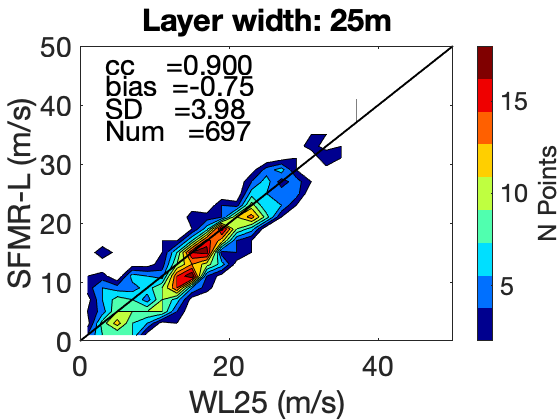 Layer width: 25m
cc =0.900
bias =-0.75
SD =3.98
Num =697
50
40
30
20
10
0
SFMR-L (m/s)
0 20 40
WL25 (m/s)
15
10
5
N Points